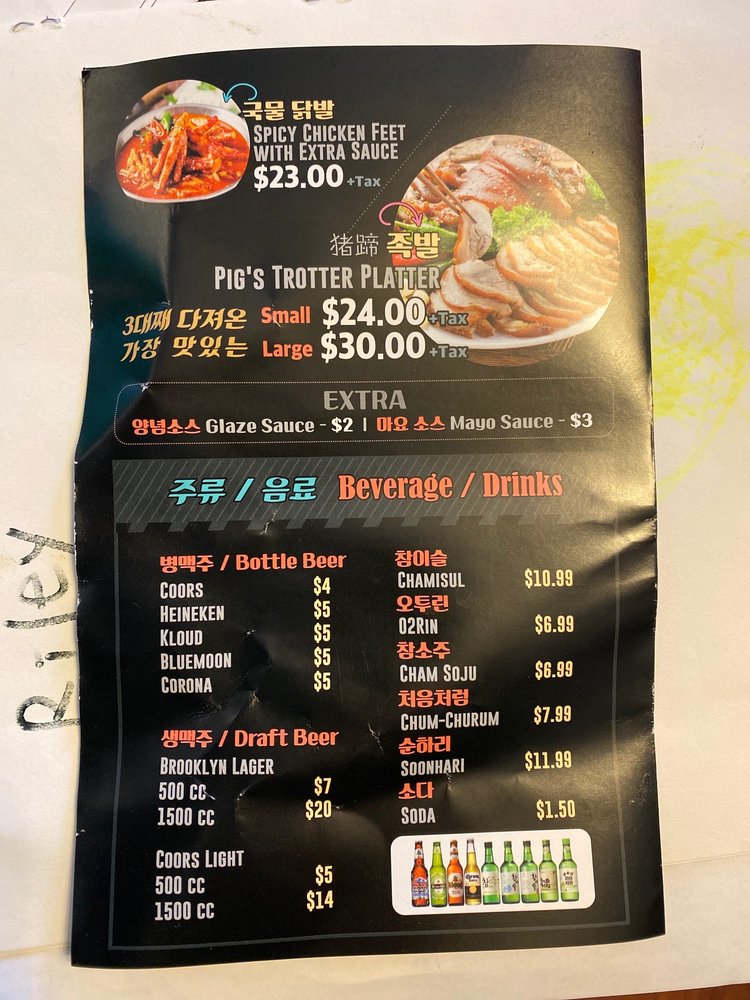 국물 닭발
SPICY CHICKEN FEET
WITH EXTRA SAUCE
$23.00 +Tax
猪蹄 족발
PIG'S TROTTER PLATTER
3대째 다져온 Small $24.00 +Tax
가장 맛있는 Large $30.00 +Tax
EXTRA
양념소스 Glaze Sauce - $2 | 마요 소스 Mayo Sauce - $3
주류 / 음료 Beverage / Drinks
병맥주 / Bottle Beer
COORS $4
HEINEKEN $5
KLOUD $5
BLUEMOON $5
CORONA $5
생맥주 / Draft Beer
BROOKLYN LAGER
500 CC $7
1500 CC $20
COORS LIGHT
500 CC $5
1500 CC $14
참이슬
CHAMISUL $10.99
오투린
O2RIN $6.99
참소주
CHAM SOJU $6.99
처음처럼
CHUM-CHURUM $7.99
순하리
SOONHARI $11.99
소다
SODA $1.50
Riley